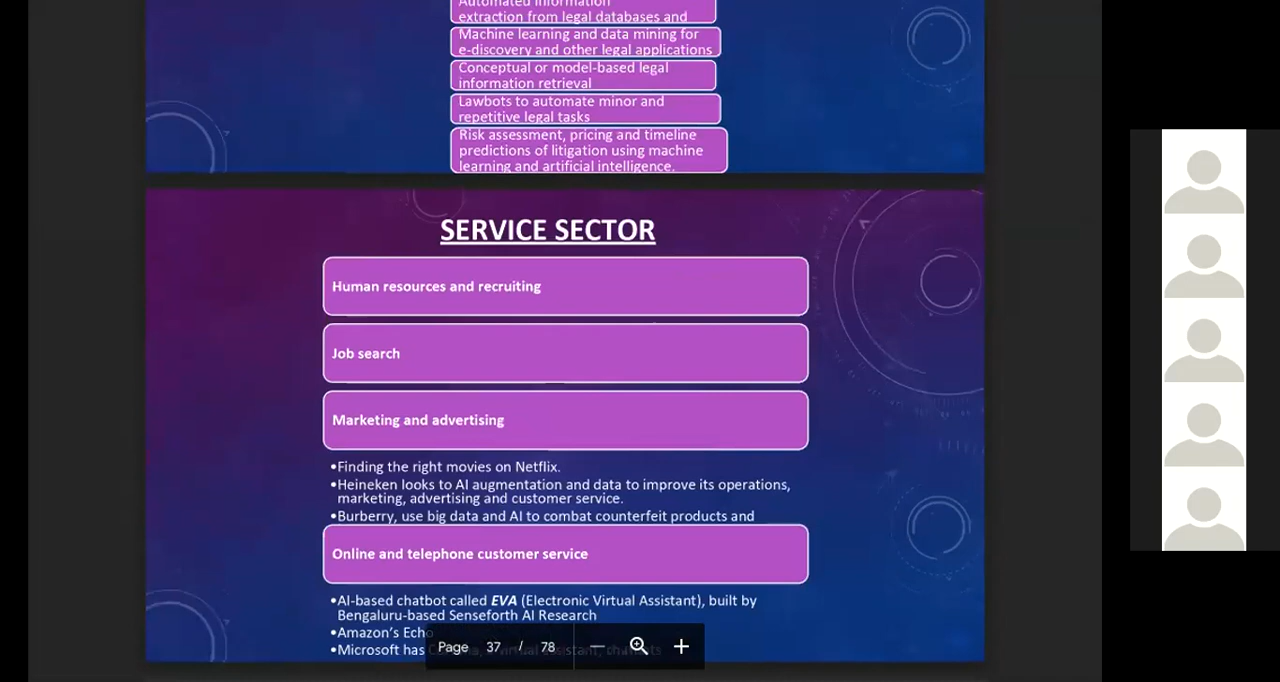 Automated information
extraction from legal databases and
Machine learning and data mining for
e-discovery and other legal applications
Conceptual or model-based legal
information retrieval
Lawbots to automate minor and
repetitive legal tasks
Risk assessment, pricing and timeline
predictions of litigation using machine
learning and artificial intelligence.
SERVICE SECTOR
Human resources and recruiting
Job search
Marketing and advertising
•Finding the right movies on Netflix.
•Heineken looks to AI augmentation and data to improve its operations,
marketing, advertising and customer service.
•Burberry, use big data and AI to combat counterfeit products and
Online and telephone customer service
•AI-based chatbot called EVA (Electronic Virtual Assistant), built by
Bengaluru-based Senseforth AI Research
•Amazon's Echo
•Microsoft has Cortana, a virtual assistant, chatbots
Page 37 / 78